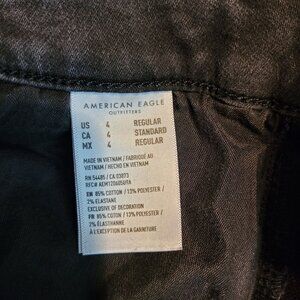 AMERICAN EAGLE
OUTFITTERS
US 4 REGULAR
CA 4 STANDARD
MX 4 REGULAR
MADE IN VIETNAM / FABRIQUÉ AU
VIETNAM / HECHO EN VIETNAM
RN 54485 / CA 03873
RFC#
EN 85% COTTON / 13% POLYESTER /
2% ELASTANE
EXCLUSIVE OF DECORATION
FR 85% COTON / 13% POLYESTER /
2% ÉLASTHANNE
À L'EXCEPTION DE LA GARNITURE